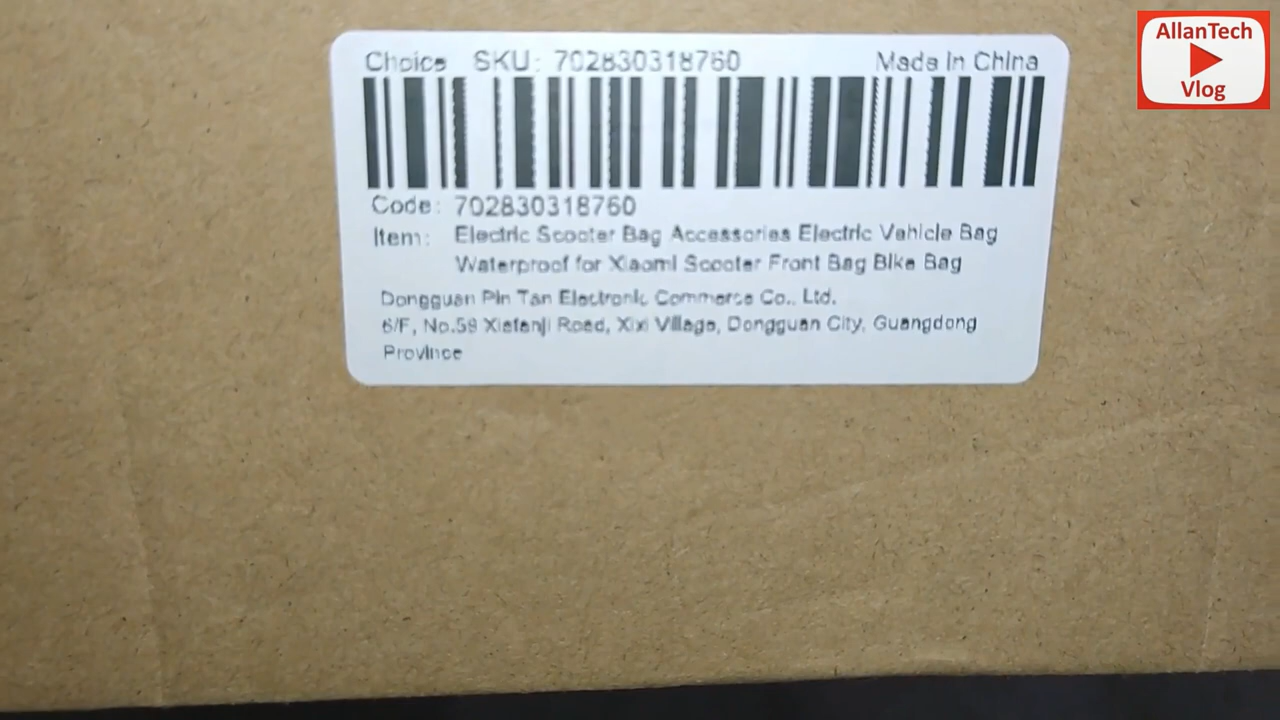 AllanTech
Vlog
Choice SKU: 702830318760 Made In China
Code: 702830318760
Item: Electric Scooter Bag Accessories Electric Vehicle Bag
Waterproof for Xiaomi Scooter Front Bag Bike Bag
Dongguan Pin Tan Electronic Commerce Co., Ltd.
6/F, No.59 Xiafanji Road, Xixi Village, Dongguan City, Guangdong
Province